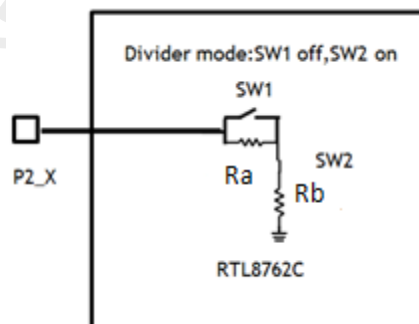 Divider mode:SW1 off,SW2 on
SW1
P2_X
Ra
SW2
Rb
RTL8762C